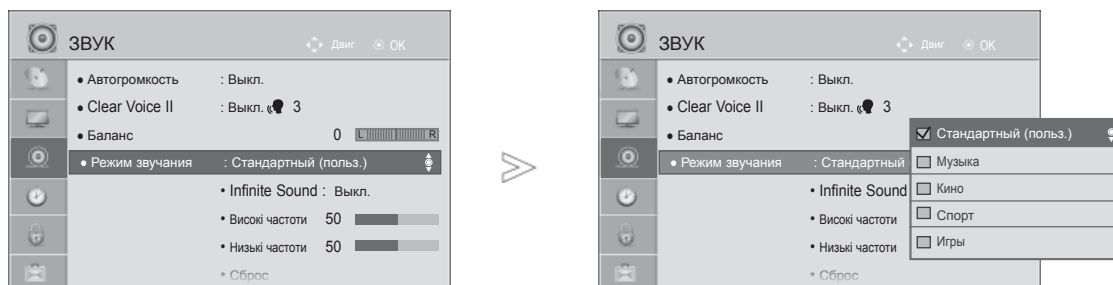 ЗВУК Двиг OK
• Автогромкость : Выкл.
• Clear Voice II : Выкл. 3
• Баланс 0 L R
• Режим звучания : Стандартный (польз.)
• Infinite Sound : Выкл.
• Високі частоти 50
• Низькі частоти 50
• Сброс
ЗВУК Двиг OK
• Автогромкость : Выкл.
• Clear Voice II : Выкл. 3
• Баланс
• Режим звучания : Стандартный
• Infinite Sound
• Високі частоти
• Низькі частоти
• Сброс
Стандартный (польз.)
Музыка
Кино
Спорт
Игры